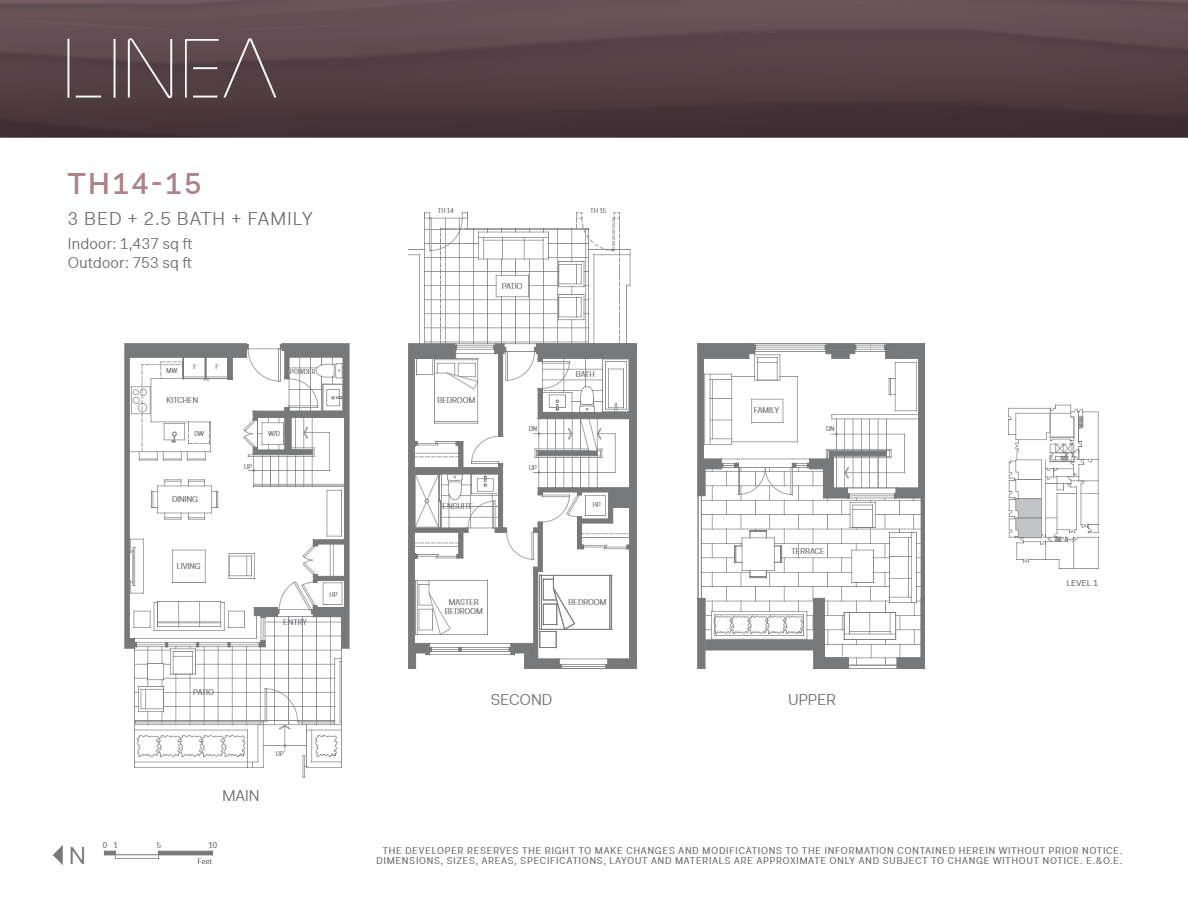 LINEA
TH14-15
3 BED + 2.5 BATH + FAMILY
Indoor: 1,437 sq ft
Outdoor: 753 sq ft
TH 14
TH 15
PATIO
MW
F
F
POWDER
KITCHEN
DW
W/D
UP
DINING
LIVING
HP
ENTRY
PATIO
UP
MAIN
BEDROOM
BATH
DN
UP
ENSUITE
HP
MASTER
BEDROOM
BEDROOM
SECOND
FAMILY
DN
TERRACE
UPPER
LEVEL 1
N
0 1 5 10
Feet
THE DEVELOPER RESERVES THE RIGHT TO MAKE CHANGES AND MODIFICATIONS TO THE INFORMATION CONTAINED HEREIN WITHOUT PRIOR NOTICE.
DIMENSIONS, SIZES, AREAS, SPECIFICATIONS, LAYOUT AND MATERIALS ARE APPROXIMATE ONLY AND SUBJECT TO CHANGE WITHOUT NOTICE. E.&O.E.